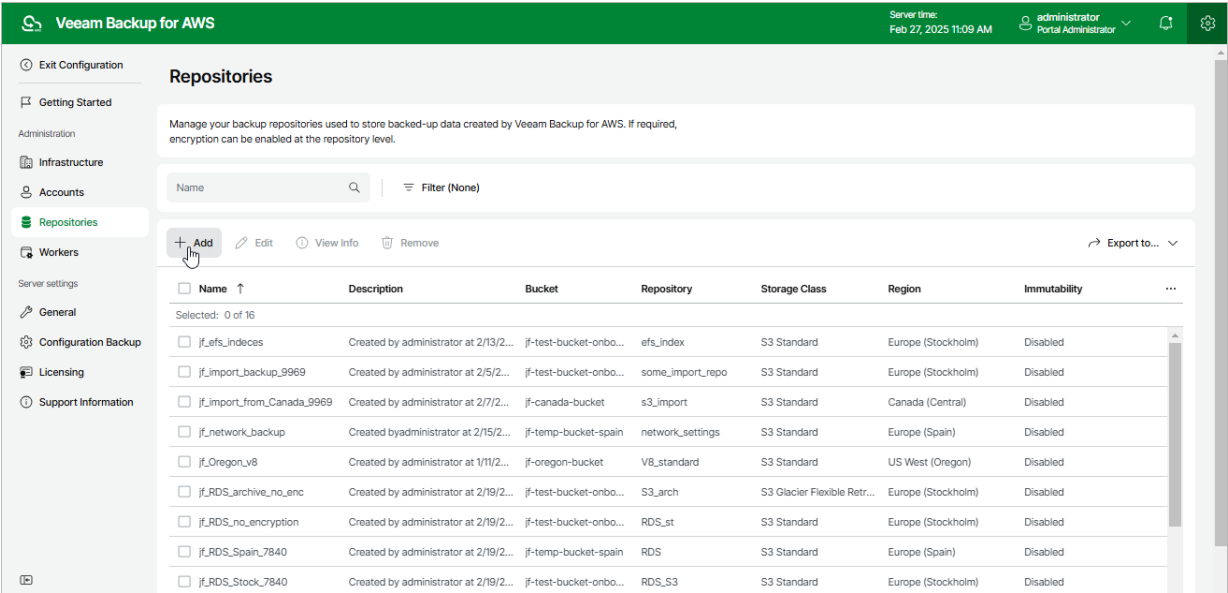 Veeam Backup for AWS
Server time:
Feb 27, 2025 11:09 AM
administrator
Portal Administrator
Exit Configuration
Getting Started
Administration
Infrastructure
Accounts
Repositories
Workers
Server settings
General
Configuration Backup
Licensing
Support Information
Repositories
Manage your backup repositories used to store backed-up data created by Veeam Backup for AWS. If required,
encryption can be enabled at the repository level.
Name
Filter (None)
Add Edit View Info Remove Export to...
Name Description Bucket Repository Storage Class Region Immutability
Selected: 0 of 16
jf_efs_indeces Created by administrator at 2/13/2... jf-test-bucket-onbo... efs_index S3 Standard Europe (Stockholm) Disabled
jf_import_backup_9969 Created by administrator at 2/5/2... jf-test-bucket-onbo... some_import_repo S3 Standard Europe (Stockholm) Disabled
jf_import_from_Canada_9969 Created by administrator at 2/7/2... jf-canada-bucket s3_import S3 Standard Canada (Central) Disabled
jf_network_backup Created byadministrator at 2/15/2... jf-temp-bucket-spain network_settings S3 Standard Europe (Spain) Disabled
jf_Oregon_v8 Created by administrator at 1/11/2... jf-oregon-bucket V8_standard S3 Standard US West (Oregon) Disabled
jf_RDS_archive_no_enc Created by administrator at 2/19/2... jf-test-bucket-onbo... S3_arch S3 Glacier Flexible Retr... Europe (Stockholm) Disabled
jf_RDS_no_encryption Created by administrator at 2/19/2... jf-test-bucket-onbo... RDS_st S3 Standard Europe (Stockholm) Disabled
jf_RDS_Spain_7840 Created by administrator at 2/19/2... jf-temp-bucket-spain RDS S3 Standard Europe (Spain) Disabled
jf_RDS_Stock_7840 Created by administrator at 2/19/2... jf-test-bucket-onbo... RDS_S3 S3 Standard Europe (Stockholm) Disabled